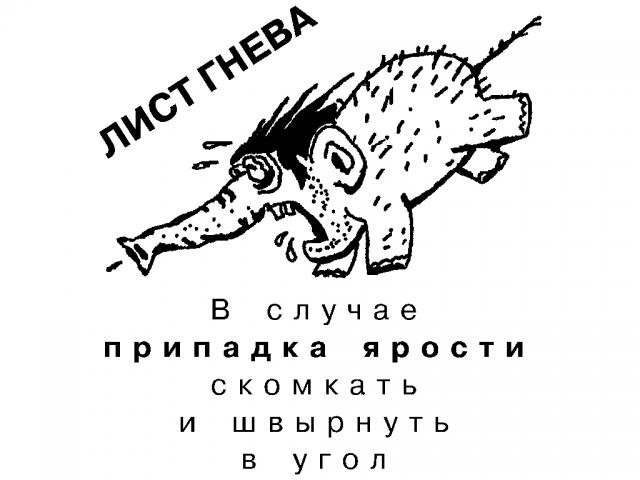 ЛИСТ ГНЕВА
В случае
припадка ярости
скомкать
и швырнуть
в угол